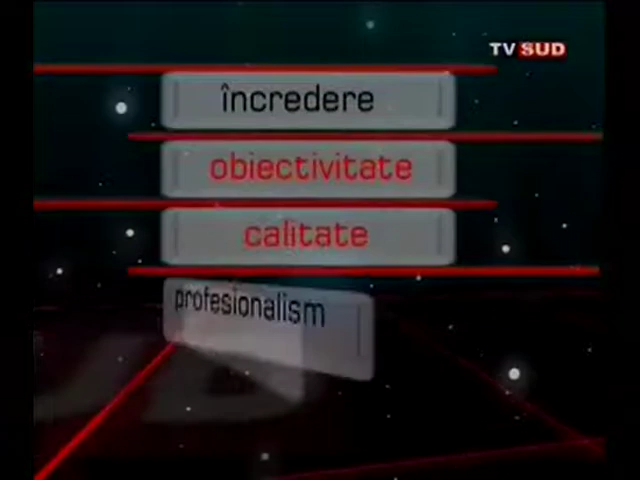 TV SUD
încredere
obiectivitate
calitate
profesionalism